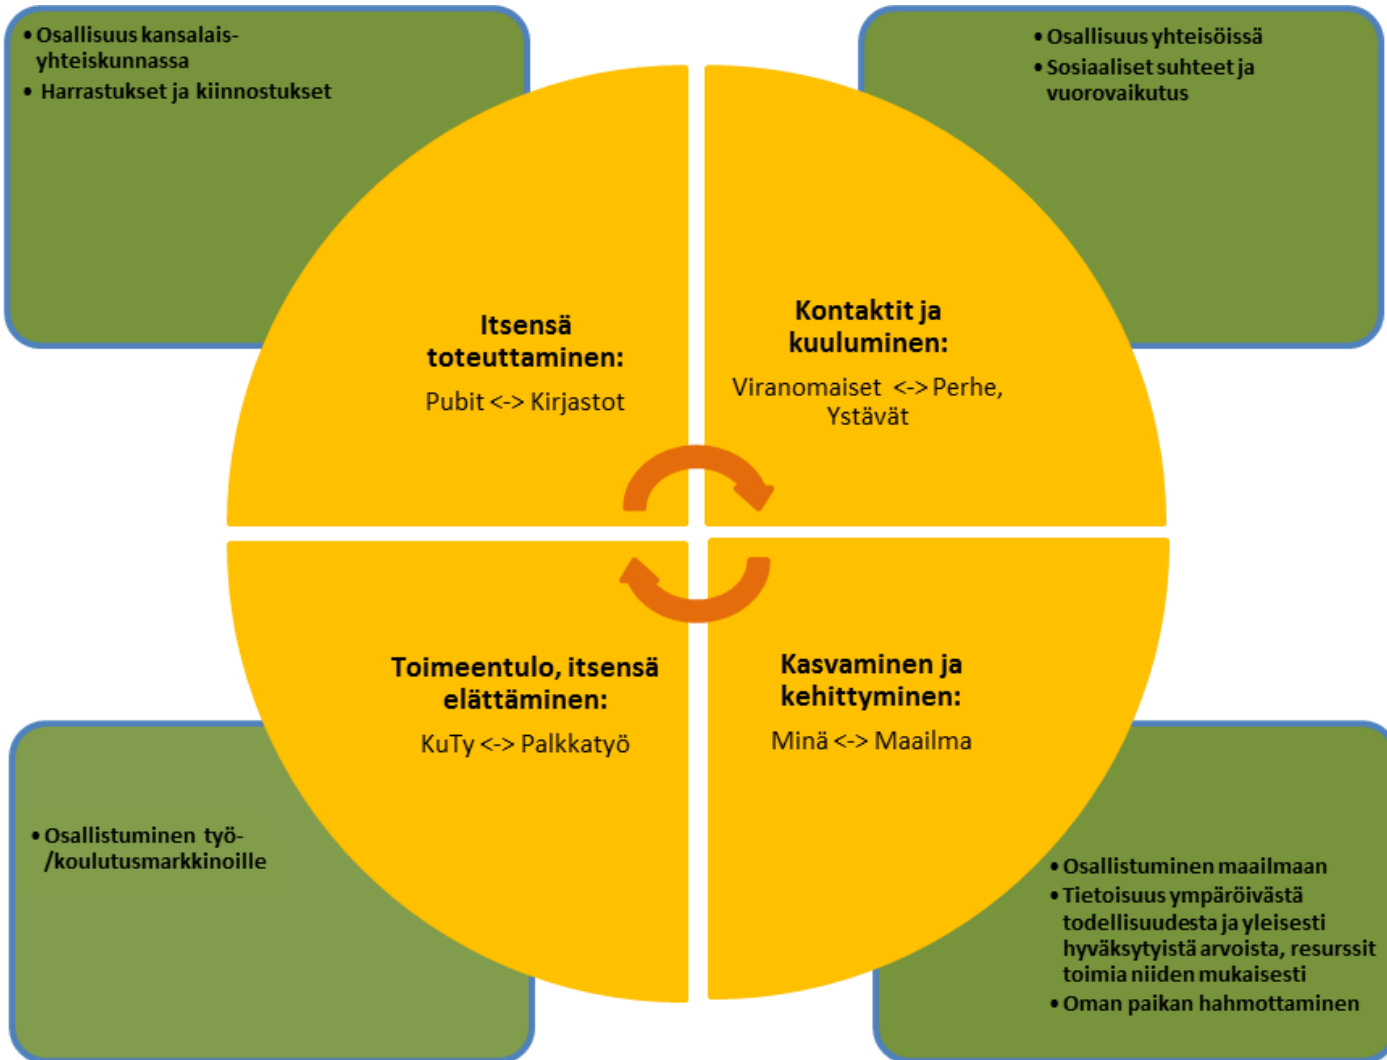 • Osallisuus kansalais-
yhteiskunnassa
• Harrastukset ja kiinnostukset
• Osallisuus yhteisöissä
• Sosiaaliset suhteet ja
vuorovaikutus
Itsensä
toteuttaminen:
Pubit <-> Kirjastot
Kontaktit ja
kuuluminen:
Viranomaiset <-> Perhe,
Ystävät
Toimeentulo, itsensä
elättäminen:
KuTy <-> Palkkatyö
Kasvaminen ja
kehittyminen:
Minä <-> Maailma
• Osallistuminen työ-
/koulutusmarkkinoille
• Osallistuminen maailmaan
• Tietoisuus ympäröivästä
todellisuudesta ja yleisesti
hyväksytyistä arvoista, resurssit
toimia niiden mukaisesti
• Oman paikan hahmottaminen